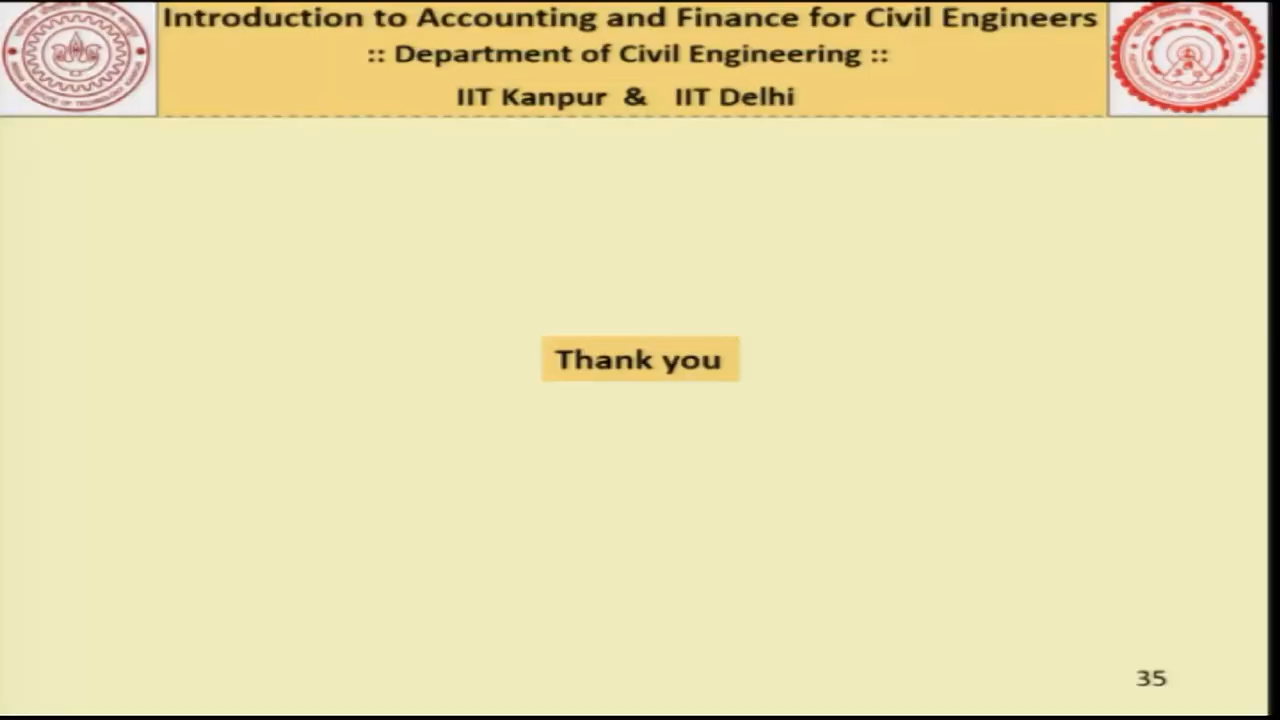 Introduction to Accounting and Finance for Civil Engineers
:: Department of Civil Engineering ::
IIT Kanpur & IIT Delhi
Thank you
35